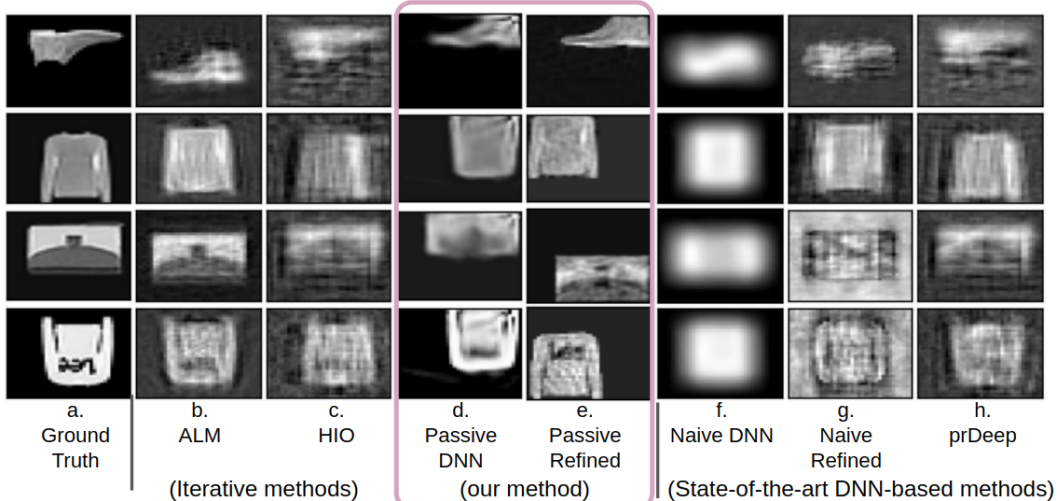 a.
Ground
Truth
b.
ALM
c.
HIO
d.
Passive
DNN
e.
Passive
Refined
f.
Naive DNN
g.
Naive
Refined
h.
prDeep
(Iterative methods)
(our method)
(State-of-the-art DNN-based methods)